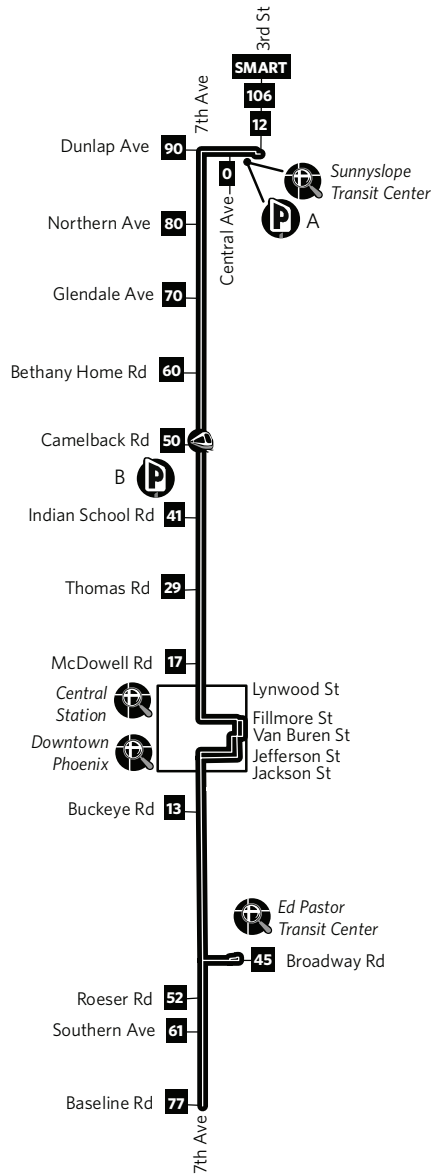 3rd St
7th Ave
SMART
106
12
Dunlap Ave 90
0
Central Ave
Sunnyslope
Transit Center
P A
Northern Ave 80
Glendale Ave 70
Bethany Home Rd 60
Camelback Rd 50
B P
Indian School Rd 41
Thomas Rd 29
McDowell Rd 17
Central
Station
Lynwood St
Fillmore St
Van Buren St
Downtown
Phoenix
Jefferson St
Jackson St
Buckeye Rd 13
Ed Pastor
Transit Center
45 Broadway Rd
Roeser Rd 52
Southern Ave 61
Baseline Rd 77
7th Ave